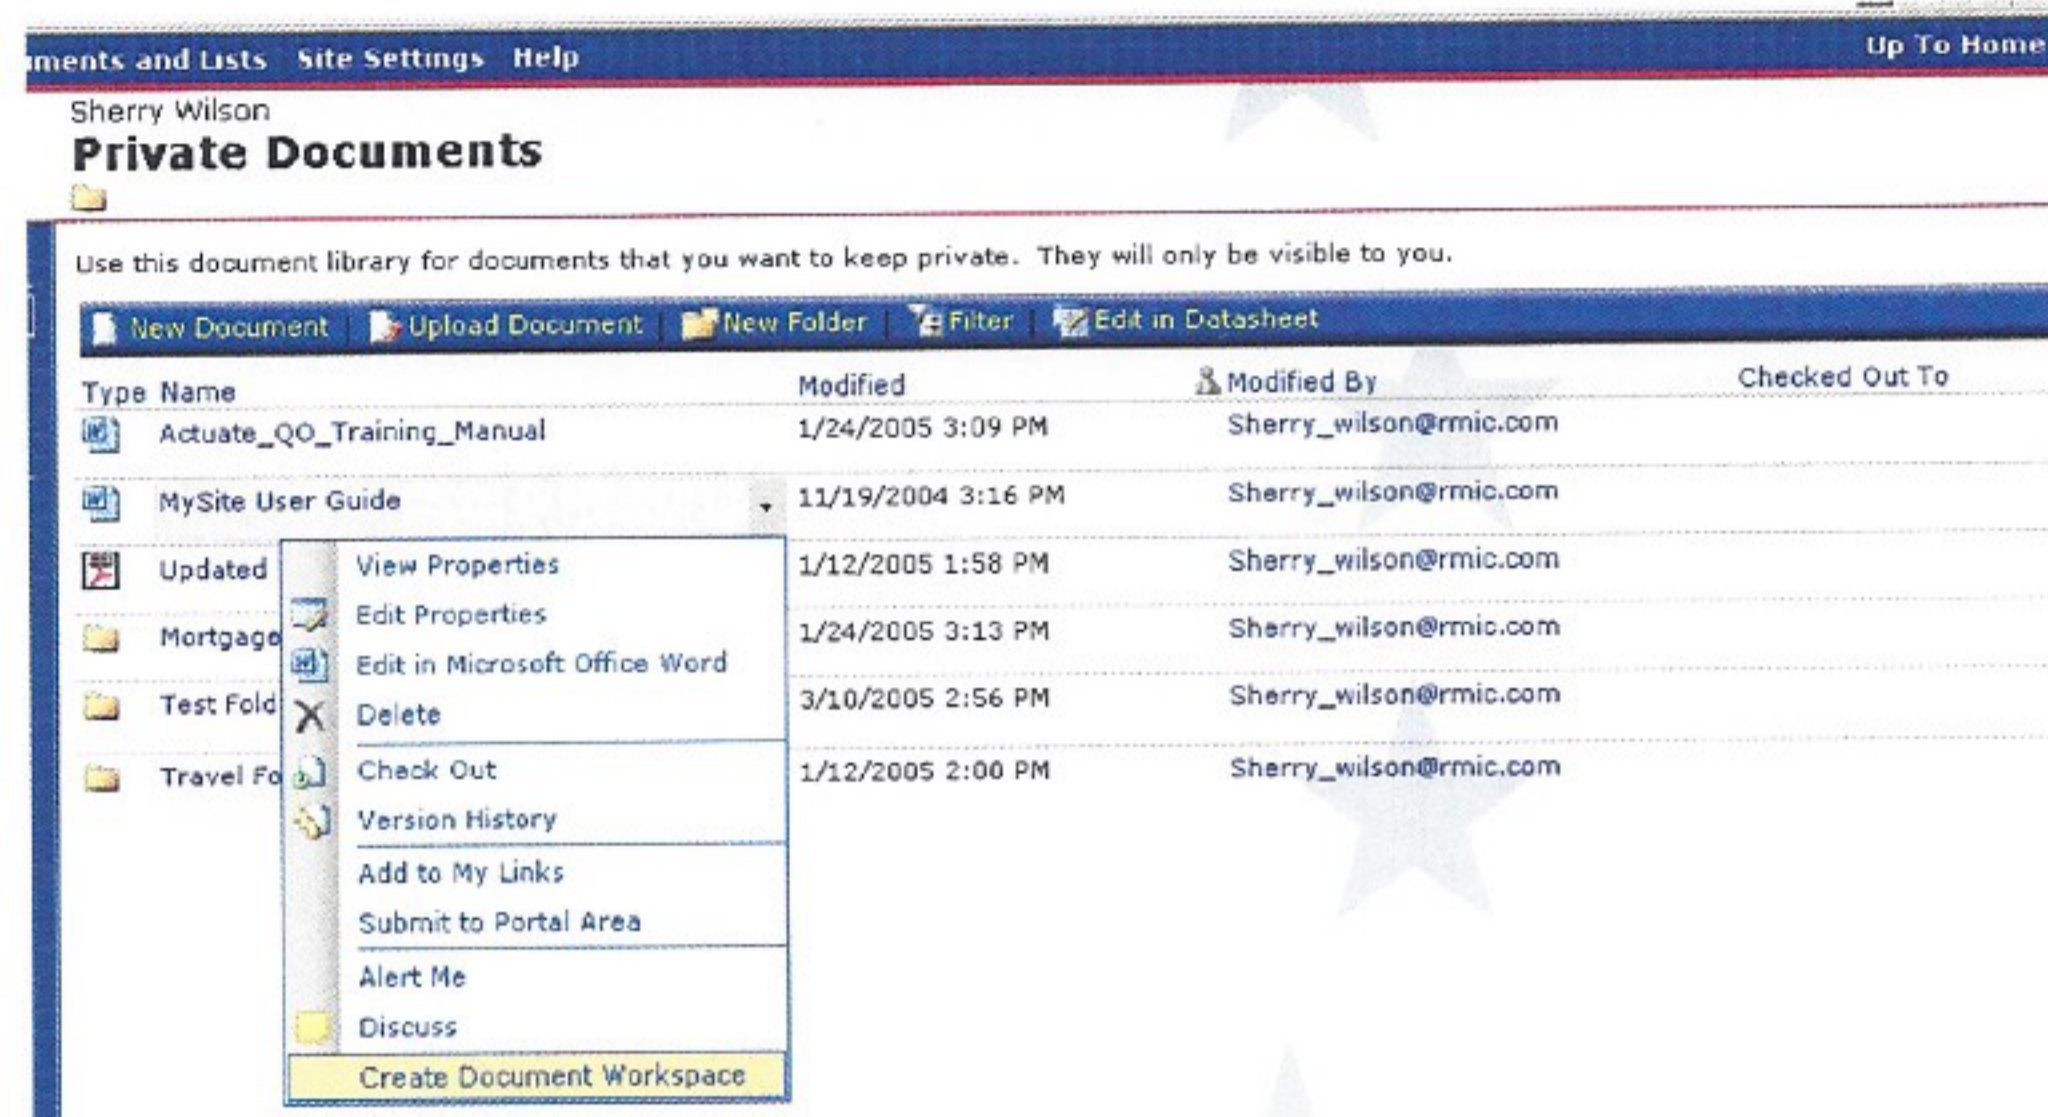 and Lists Site Settings Help Up To Home
Sherry Wilson
Private Documents
Use this document library for documents that you want to keep private. They will only be visible to you.
New Document Upload Document New Folder Filter Edit in Datasheet
Type Name Modified Modified By Checked Out To
Actuate_QO_Training_Manual 1/24/2005 3:09 PM Sherry_wilson@rmic.com
MySite User Guide 11/19/2004 3:16 PM Sherry_wilson@rmic.com
Updated 1/12/2005 1:58 PM Sherry_wilson@rmic.com
Mortgage 1/24/2005 3:13 PM Sherry_wilson@rmic.com
Test Fold 3/10/2005 2:56 PM Sherry_wilson@rmic.com
Travel Fo 1/12/2005 2:00 PM Sherry_wilson@rmic.com
View Properties
Edit Properties
Edit in Microsoft Office Word
Delete
Check Out
Version History
Add to My Links
Submit to Portal Area
Alert Me
Discuss
Create Document Workspace